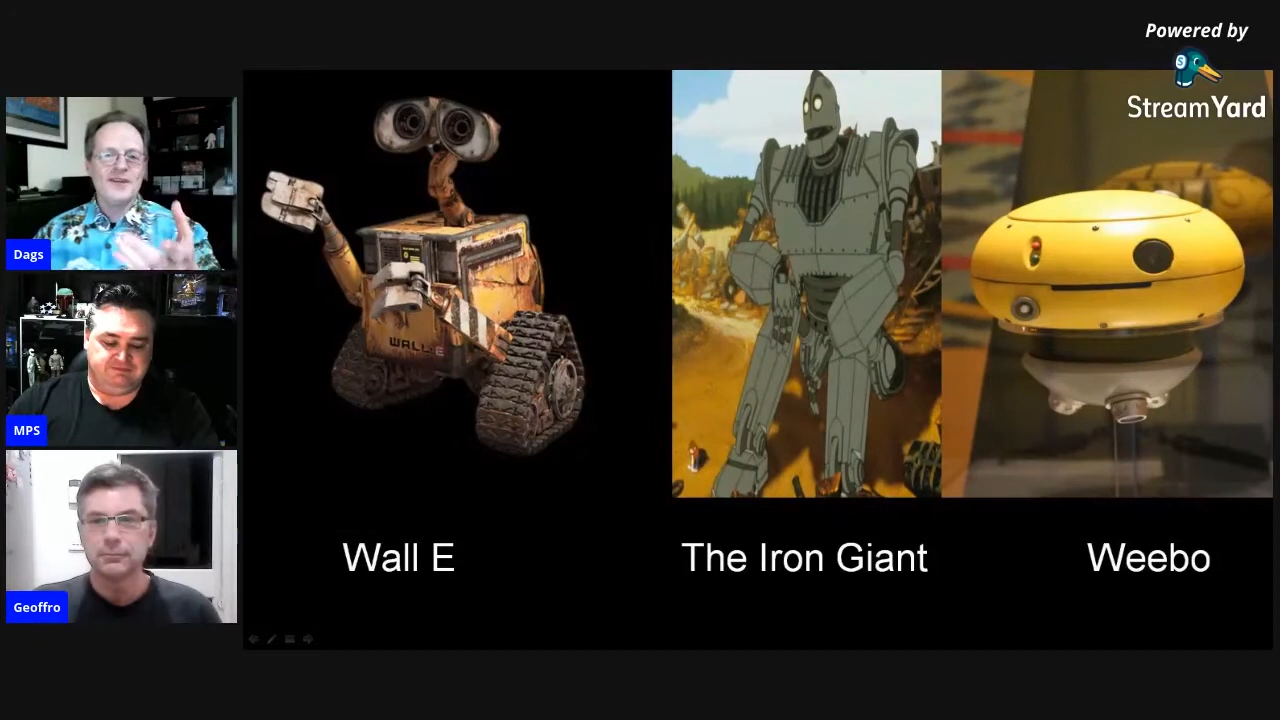 Powered by
StreamYard
Dags
MPS
Geoffro
WALL·E
Wall E
The Iron Giant
Weebo